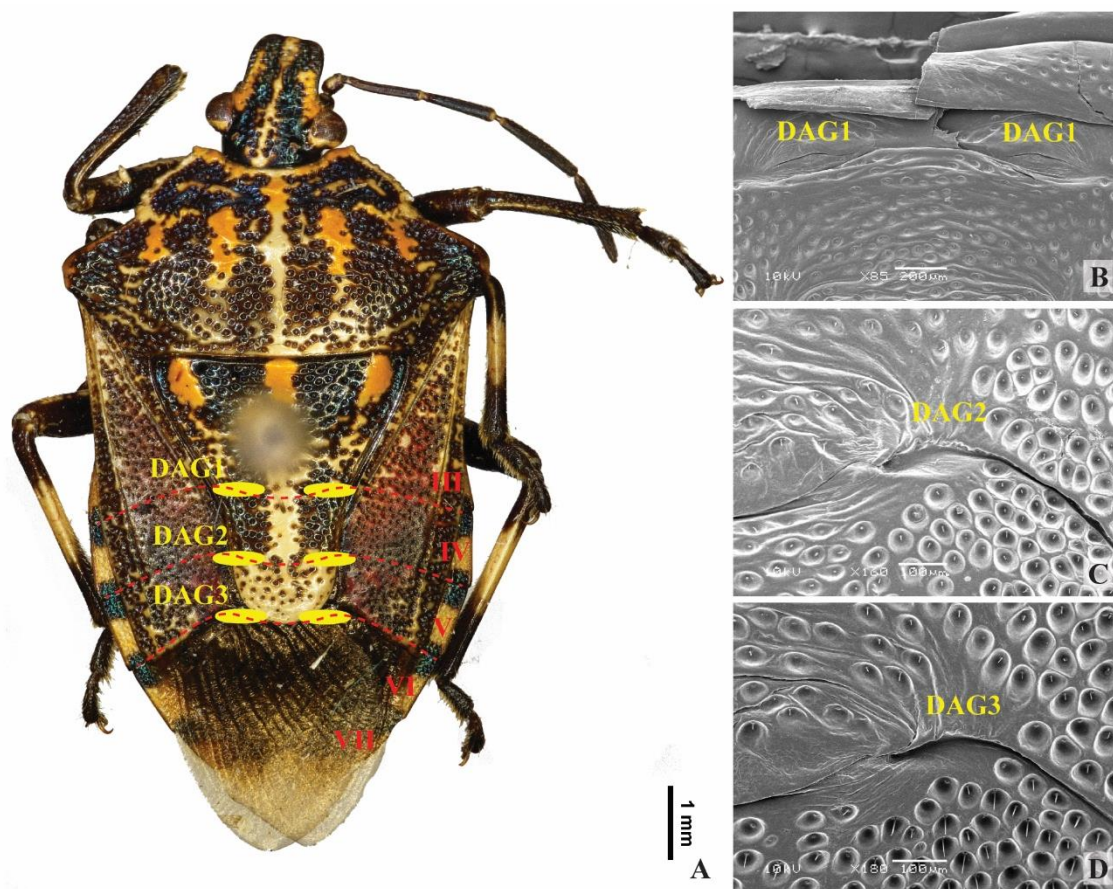 DAG1
III
DAG2
IV
DAG3
V
VI
VII
1 mm
A
DAG1 DAG1
10kV X85 200µm
B
DAG2
10kV X160 100µm
C
DAG3
10kV X180 100µm
D